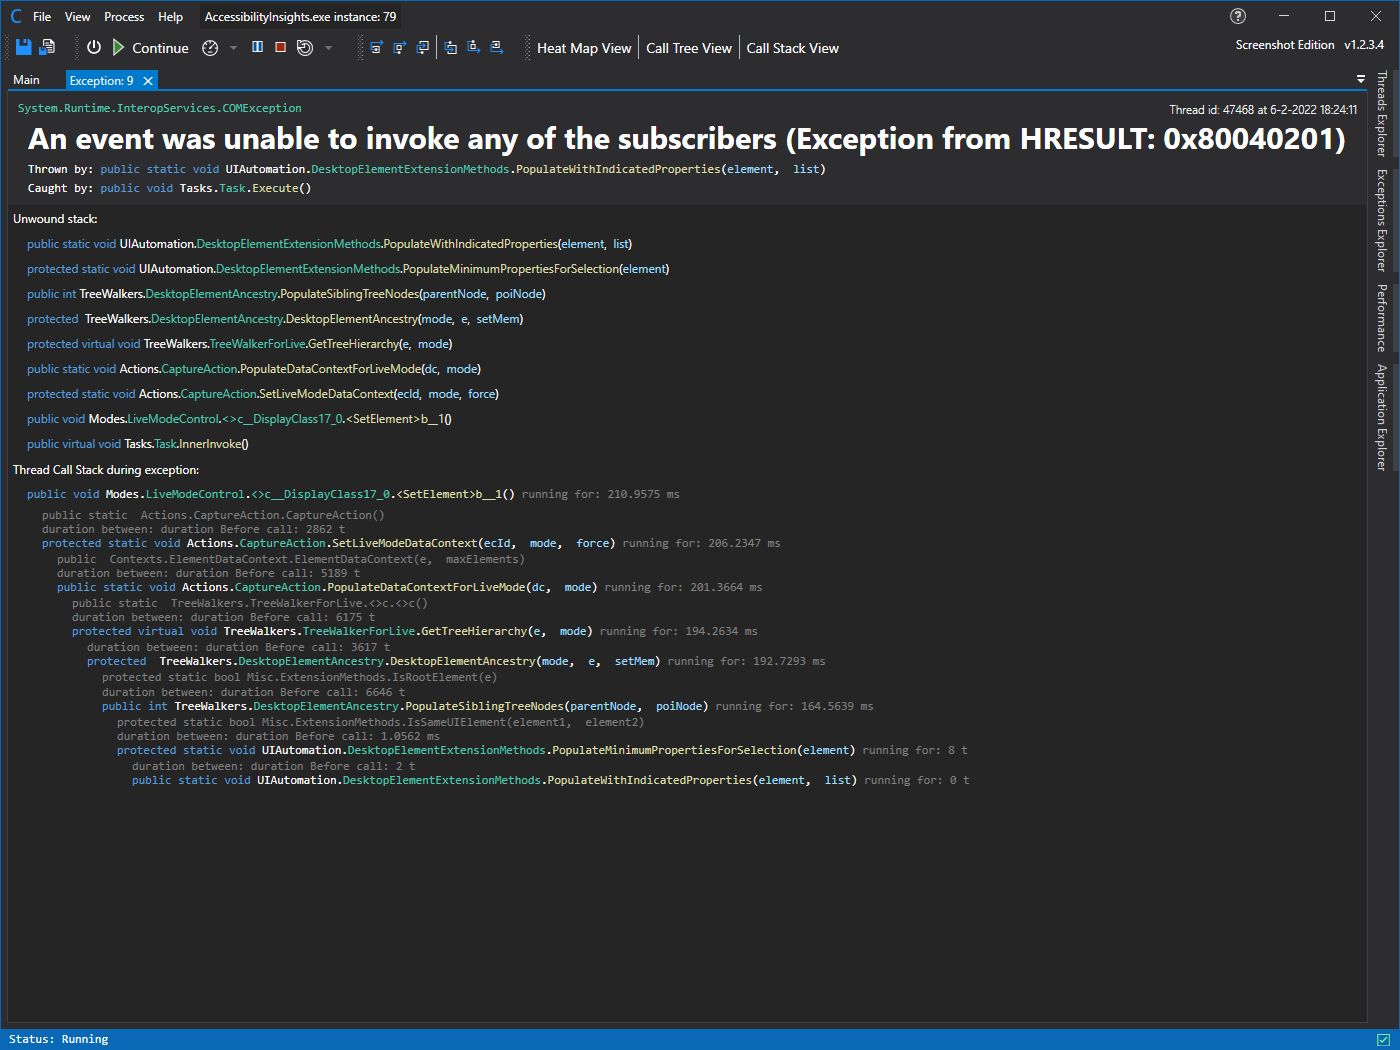 C File View Process Help AccessibilityInsights.exe instance: 79
Continue Heat Map View Call Tree View Call Stack View Screenshot Edition v1.2.3.4
Main Exception: 9
System.Runtime.InteropServices.COMException Thread id: 47468 at 6-2-2022 18:24:11
An event was unable to invoke any of the subscribers (Exception from HRESULT: 0x80040201)
Thrown by: public static void UIAutomation.DesktopElementExtensionMethods.PopulateWithIndicatedProperties(element, list)
Caught by: public void Tasks.Task.Execute()
Unwound stack:
public static void UIAutomation.DesktopElementExtensionMethods.PopulateWithIndicatedProperties(element, list)
protected static void UIAutomation.DesktopElementExtensionMethods.PopulateMinimumPropertiesForSelection(element)
public int TreeWalkers.DesktopElementAncestry.PopulateSiblingTreeNodes(parentNode, poiNode)
protected TreeWalkers.DesktopElementAncestry.DesktopElementAncestry(mode, e, setMem)
protected virtual void TreeWalkers.TreeWalkerForLive.GetTreeHierarchy(e, mode)
public static void Actions.CaptureAction.PopulateDataContextForLiveMode(dc, mode)
protected static void Actions.CaptureAction.SetLiveModeDataContext(ecId, mode, force)
public void Modes.LiveModeControl.<>c__DisplayClass17_0.<SetElement>b__1()
public virtual void Tasks.Task.InnerInvoke()
Thread Call Stack during exception:
public void Modes.LiveModeControl.<>c__DisplayClass17_0.<SetElement>b__1() running for: 210.9575 ms
public static Actions.CaptureAction.CaptureAction()
duration between: duration Before call: 2862 t
protected static void Actions.CaptureAction.SetLiveModeDataContext(ecId, mode, force) running for: 206.2347 ms
public Contexts.ElementDataContext.ElementDataContext(e, maxElements)
duration between: duration Before call: 5189 t
public static void Actions.CaptureAction.PopulateDataContextForLiveMode(dc, mode) running for: 201.3664 ms
public static TreeWalkers.TreeWalkerForLive.<>c.<>c()
duration between: duration Before call: 6175 t
protected virtual void TreeWalkers.TreeWalkerForLive.GetTreeHierarchy(e, mode) running for: 194.2634 ms
duration between: duration Before call: 3617 t
protected TreeWalkers.DesktopElementAncestry.DesktopElementAncestry(mode, e, setMem) running for: 192.7293 ms
protected static bool Misc.ExtensionMethods.IsRootElement(e)
duration between: duration Before call: 6646 t
public int TreeWalkers.DesktopElementAncestry.PopulateSiblingTreeNodes(parentNode, poiNode) running for: 164.5639 ms
protected static bool Misc.ExtensionMethods.IsSameUIElement(element1, element2)
duration between: duration Before call: 1.0562 ms
protected static void UIAutomation.DesktopElementExtensionMethods.PopulateMinimumPropertiesForSelection(element) running for: 8 t
duration between: duration Before call: 2 t
public static void UIAutomation.DesktopElementExtensionMethods.PopulateWithIndicatedProperties(element, list) running for: 0 t
Threads Explorer
Exceptions Explorer
Performance
Application Explorer
Status: Running